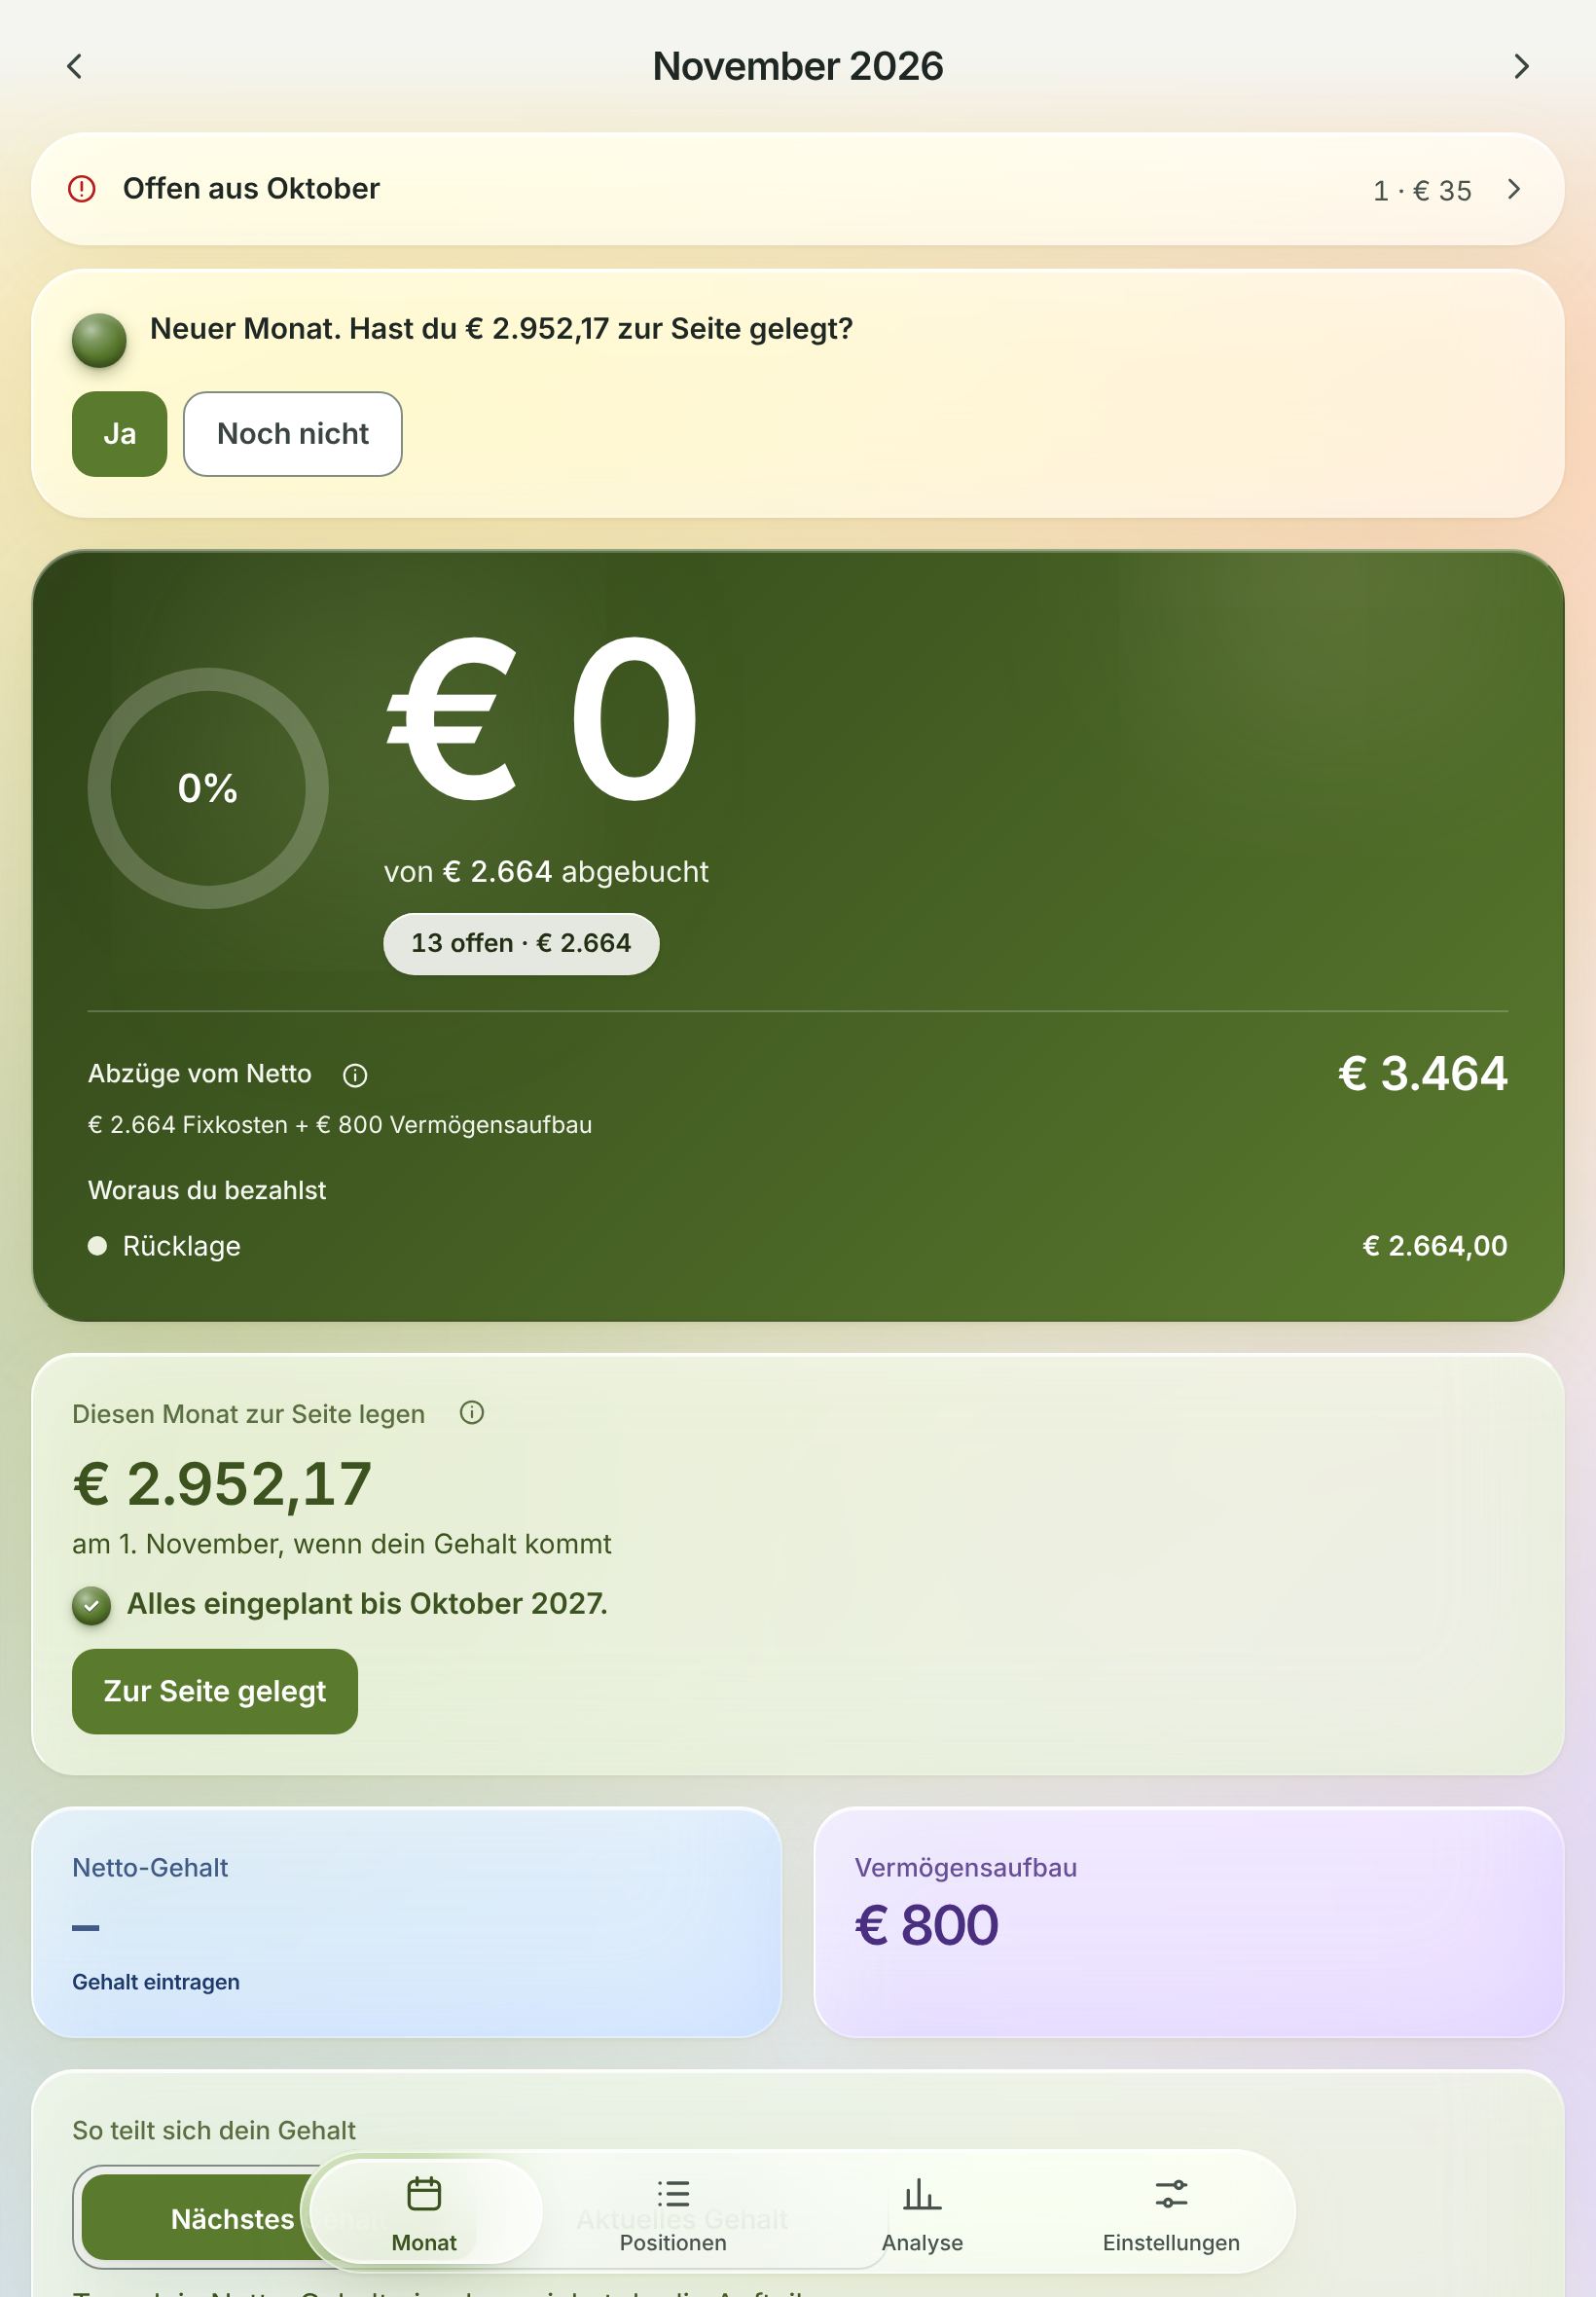 November 2026
Offen aus Oktober
1 · € 35
Neuer Monat. Hast du € 2.952,17 zur Seite gelegt?
Ja
Noch nicht
0%
€ 0
von € 2.664 abgebucht
13 offen · € 2.664
Abzüge vom Netto
€ 3.464
€ 2.664 Fixkosten + € 800 Vermögensaufbau
Woraus du bezahlst
Rücklage
€ 2.664,00
Diesen Monat zur Seite legen
€ 2.952,17
am 1. November, wenn dein Gehalt kommt
Alles eingeplant bis Oktober 2027.
Zur Seite gelegt
Netto-Gehalt
–
Gehalt eintragen
Vermögensaufbau
€ 800
So teilt sich dein Gehalt
Nächstes
Aktuelles Gehalt
Monat
Positionen
Analyse
Einstellungen